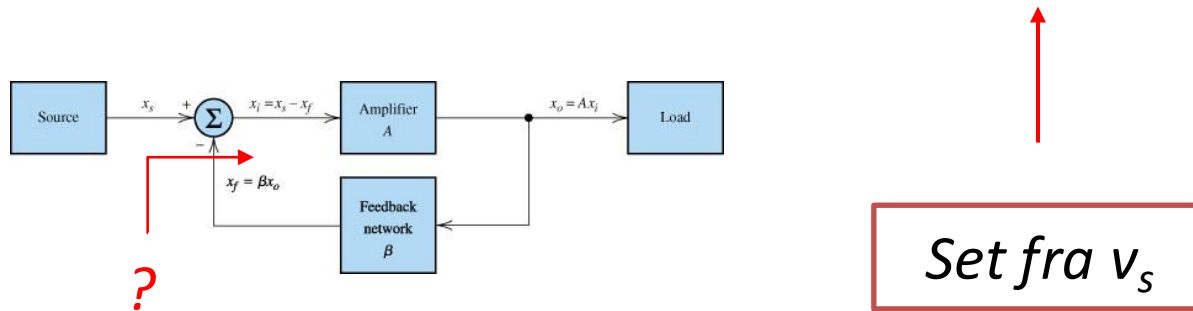 Source
x_s
+
Σ
−
x_i = x_s − x_f
Amplifier
A
x_o = Ax_i
Load
x_f = βx_o
Feedback
network
β
?
Set fra v_s